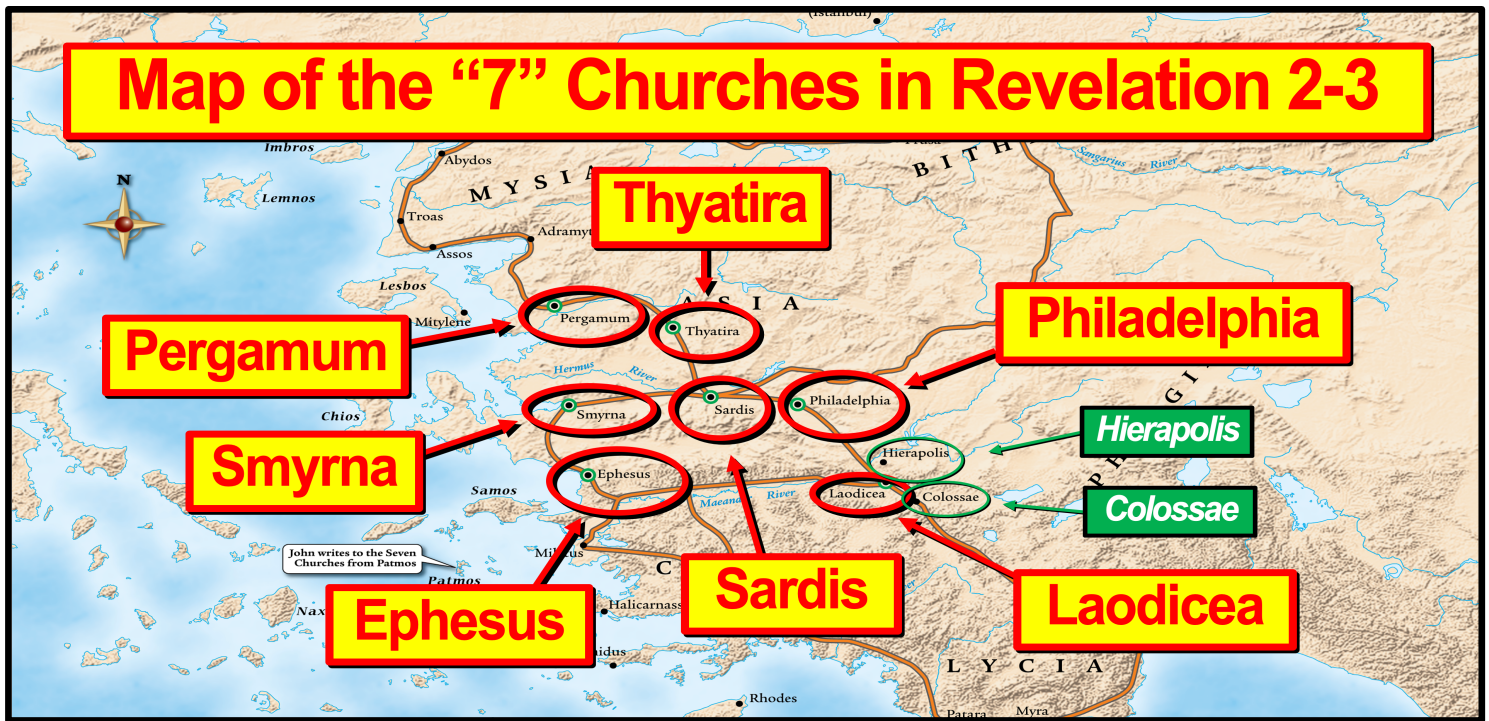 (Istanbul)
Map of the “7” Churches in Revelation 2-3
Imbros
Abydos
MYSIA
BITH
Sangarius River
N
Lemnos
Thyatira
Troas
Adramyt
Assos
Lesbos
ASIA
Mitylene
Pergamum
Thyatira
Philadelphia
Pergamum
Hermus River
Chios
Smyrna
Sardis
Philadelphia
Hierapolis
Smyrna
Hierapolis
Ephesus
Samos
Maeand River
Laodicea
Colossae
Colossae
John writes to the Seven
Churches from Patmos
Patmos
C
Sardis
Laodicea
Nax
Ephesus
Halicarnass
nidus
LYCIA
Rhodes
Patara
Myra